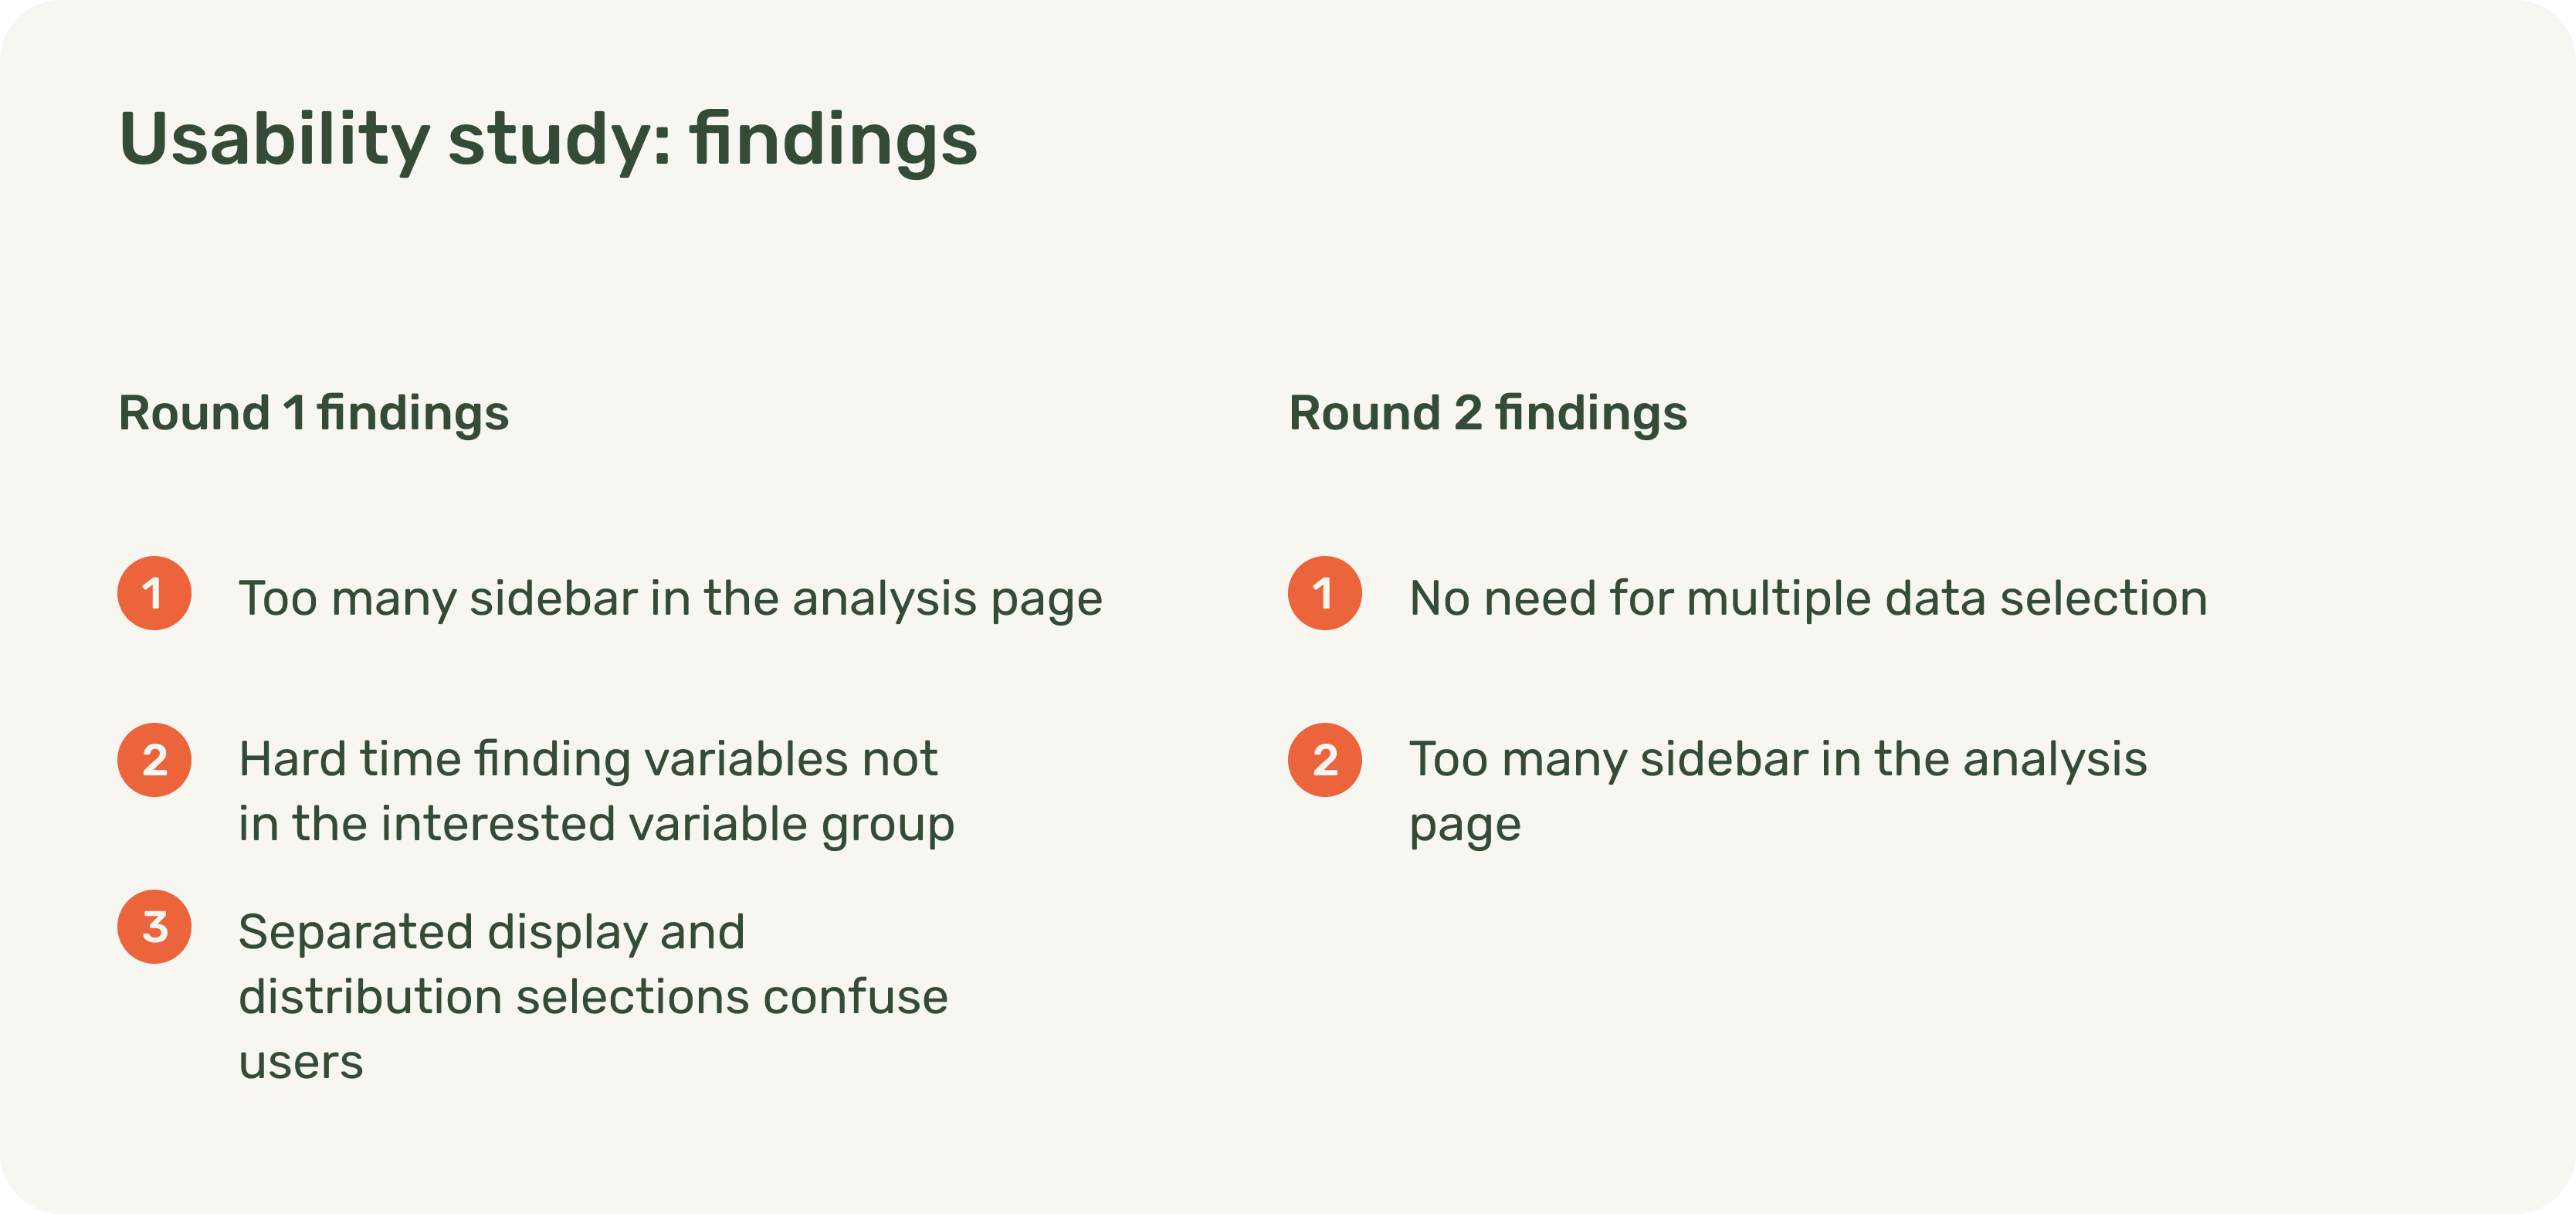 Usability study: findings
Round 1 findings
1 Too many sidebar in the analysis page
2 Hard time finding variables not
in the interested variable group
3 Separated display and
distribution selections confuse
users
Round 2 findings
1 No need for multiple data selection
2 Too many sidebar in the analysis
page